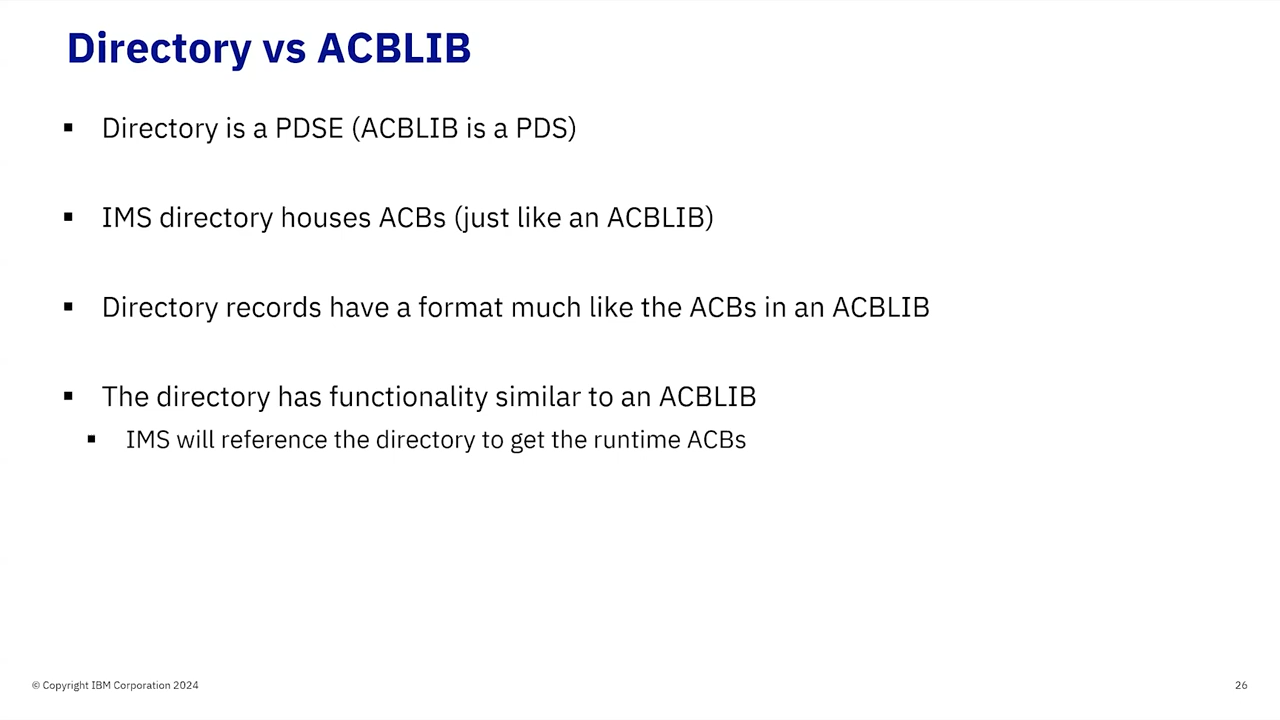 Directory vs ACBLIB
▪ Directory is a PDSE (ACBLIB is a PDS)
▪ IMS directory houses ACBs (just like an ACBLIB)
▪ Directory records have a format much like the ACBs in an ACBLIB
▪ The directory has functionality similar to an ACBLIB
▪ IMS will reference the directory to get the runtime ACBs
© Copyright IBM Corporation 2024
26